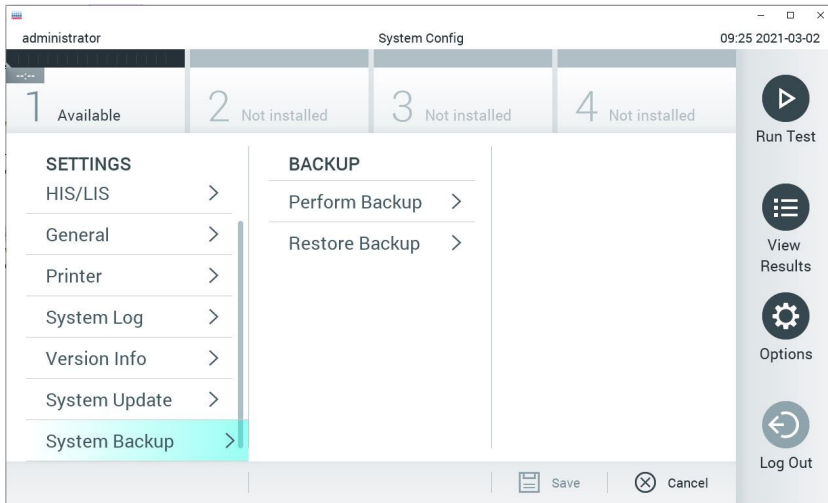 administrator
System Config
09:25 2021-03-02
--:--
1 Available
2 Not installed
3 Not installed
4 Not installed
Run Test
View
Results
Options
Log Out
SETTINGS
HIS/LIS
General
Printer
System Log
Version Info
System Update
System Backup
BACKUP
Perform Backup
Restore Backup
Save
Cancel